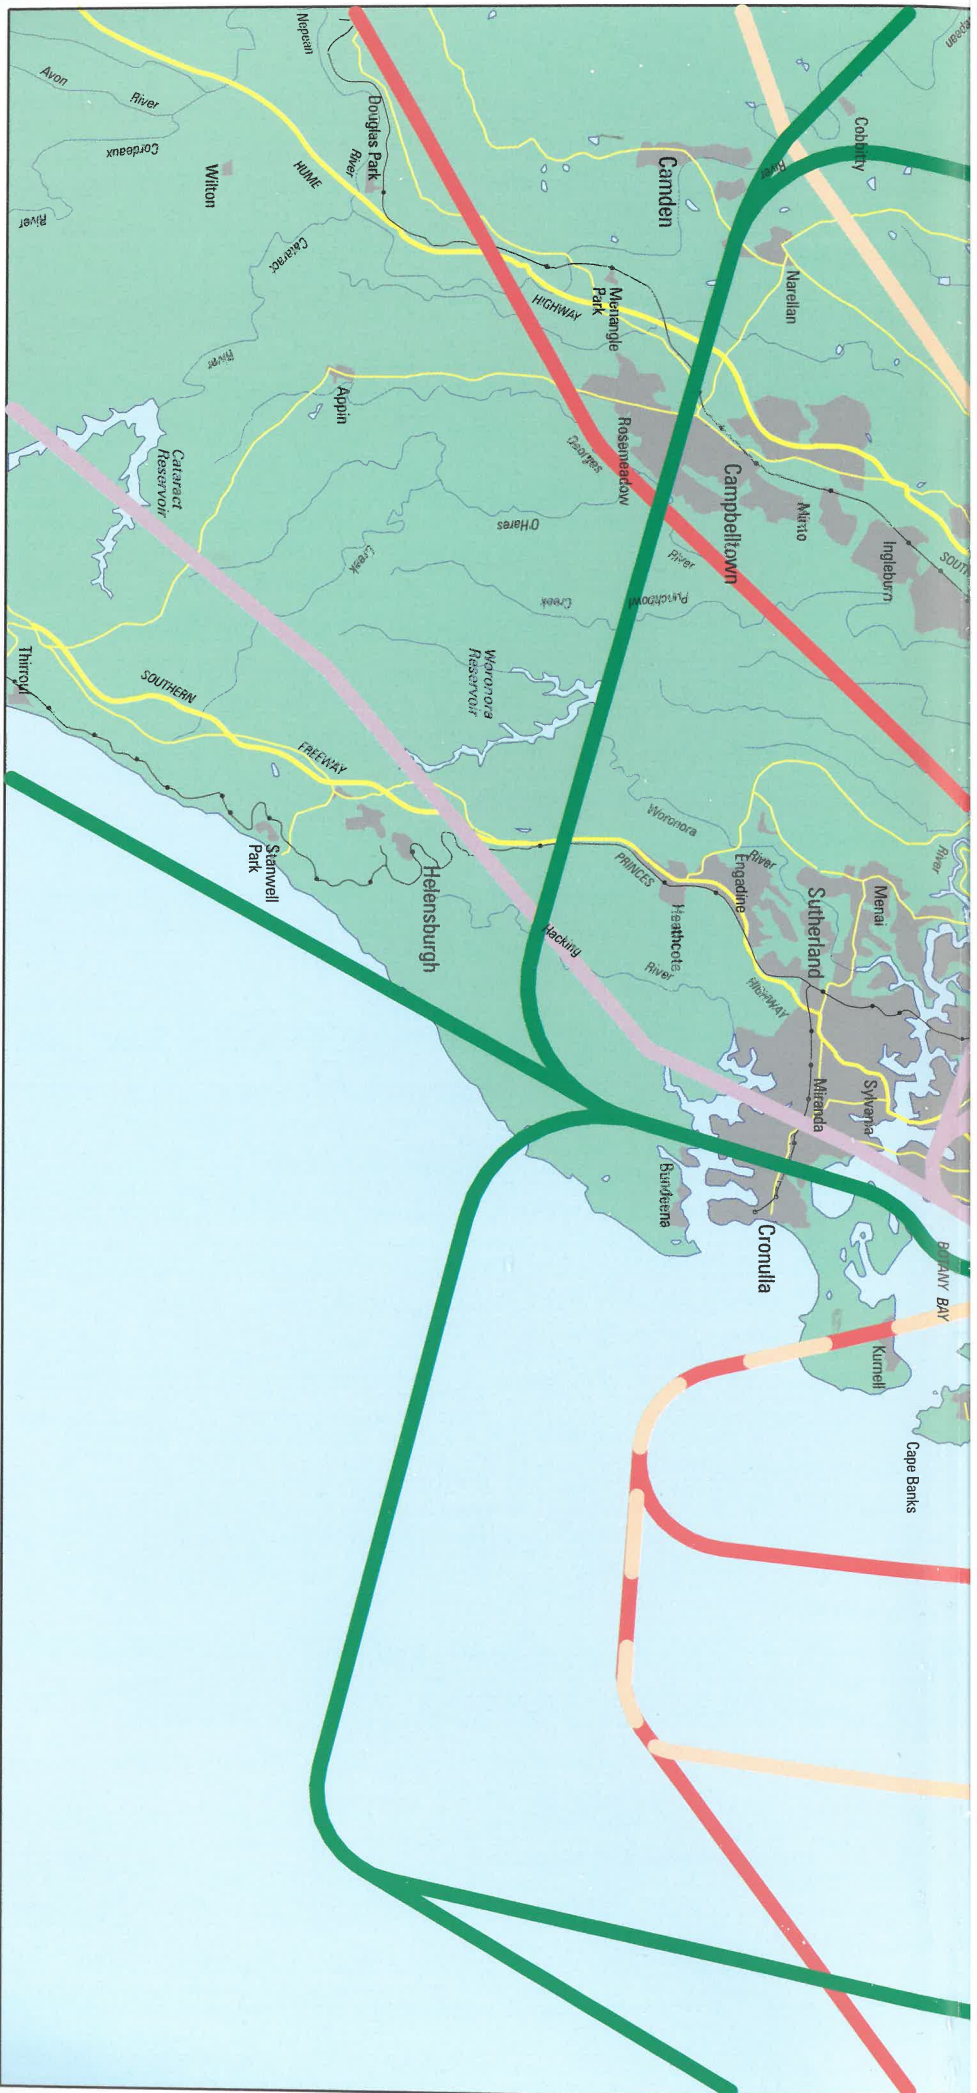 Nepean
Avon
River
Cordeaux
River
Wilton
HUME
Douglas Park
River
Cataract
River
Camden
Cobbitty
River
Narellan
Menangle
Park
HIGHWAY
Appin
Rosemeadow
Georges
River
Campbelltown
Minto
Ingleburn
Cataract
Reservoir
O'Hares
Creek
Punchbowl
Creek
Woronora
Reservoir
Thirroul
SOUTHERN
FREEWAY
Stanwell
Park
Helensburgh
Woronora
River
PRINCES
HIGHWAY
Engadine
Heathcote
Hacking
River
Sutherland
Menai
River
Miranda
Sylvania
Bundeena
Cronulla
BOTANY BAY
Kurnell
Cape Banks